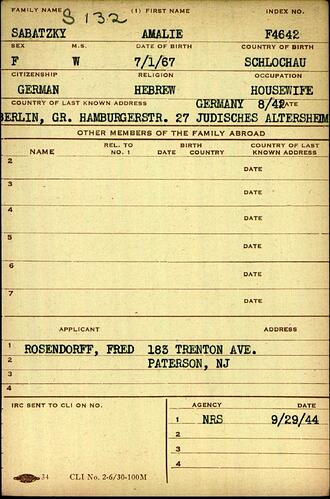 S 132
FAMILY NAME (1) FIRST NAME INDEX NO.
SABATZKY AMALIE F4642
SEX M.S. DATE OF BIRTH COUNTRY OF BIRTH
F W 7/1/67 SCHLOCHAU
CITIZENSHIP RELIGION OCCUPATION
GERMAN HEBREW HOUSEWIFE
COUNTRY OF LAST KNOWN ADDRESS GERMANY 8/42 DATE
BERLIN, GR. HAMBURGERSTR. 27 JUDISCHES ALTERSHEIM
OTHER MEMBERS OF THE FAMILY ABROAD
NAME REL. TO NO. 1 BIRTH DATE COUNTRY COUNTRY OF LAST KNOWN ADDRESS
2 DATE
3 DATE
4 DATE
5 DATE
6 DATE
7 DATE
APPLICANT ADDRESS
1 ROSENDORFF, FRED 183 TRENTON AVE.
2 PATERSON, NJ
3
4
IRC SENT TO CLI ON NO. AGENCY DATE
1 NRS 9/29/44
2
3
4
34 CLI No. 2-6/30-100M